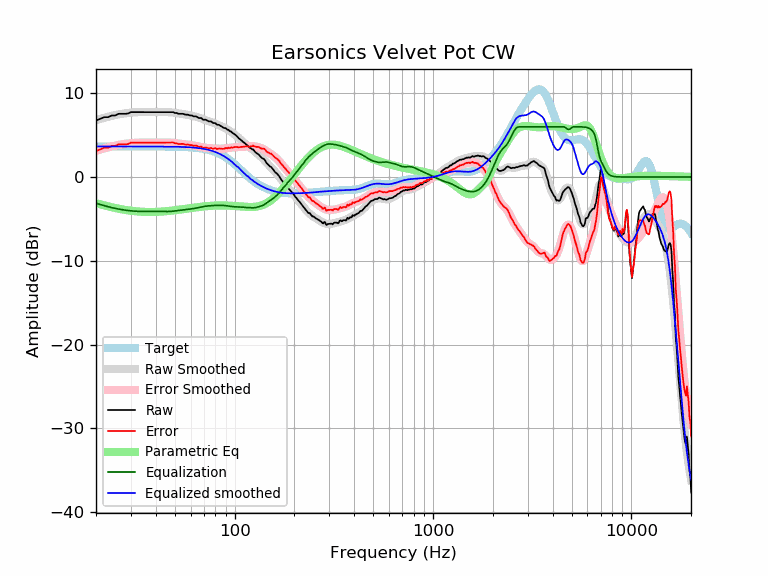 Earsonics Velvet Pot CW
Amplitude (dBr)
10
0
−10
−20
−30
−40
Target
Raw Smoothed
Error Smoothed
Raw
Error
Parametric Eq
Equalization
Equalized smoothed
100
1000
10000
Frequency (Hz)